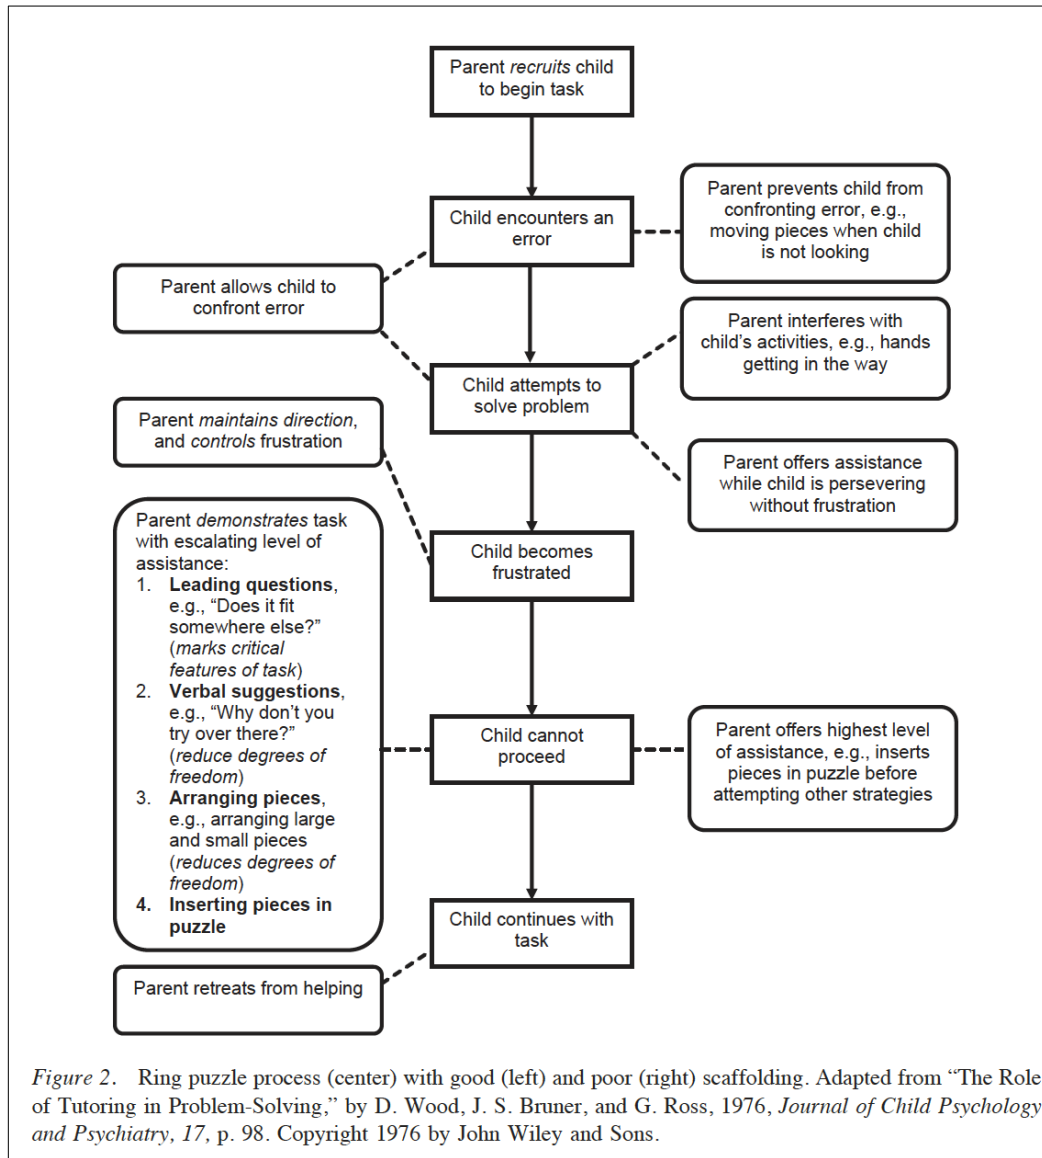 Parent recruits child
to begin task
Child encounters an
error
Parent prevents child from
confronting error, e.g.,
moving pieces when child
is not looking
Parent allows child to
confront error
Parent interferes with
child's activities, e.g., hands
getting in the way
Child attempts to
solve problem
Parent maintains direction,
and controls frustration
Parent offers assistance
while child is persevering
without frustration
Child becomes
frustrated
Parent demonstrates task
with escalating level of
assistance:
1. Leading questions,
e.g., “Does it fit
somewhere else?”
(marks critical
features of task)
2. Verbal suggestions,
e.g., “Why don't you
try over there?”
(reduce degrees of
freedom)
3. Arranging pieces,
e.g., arranging large
and small pieces
(reduces degrees of
freedom)
4. Inserting pieces in
puzzle
Child cannot
proceed
Parent offers highest level
of assistance, e.g., inserts
pieces in puzzle before
attempting other strategies
Child continues with
task
Parent retreats from helping
Figure 2. Ring puzzle process (center) with good (left) and poor (right) scaffolding. Adapted from “The Role
of Tutoring in Problem-Solving,” by D. Wood, J. S. Bruner, and G. Ross, 1976, Journal of Child Psychology
and Psychiatry, 17, p. 98. Copyright 1976 by John Wiley and Sons.